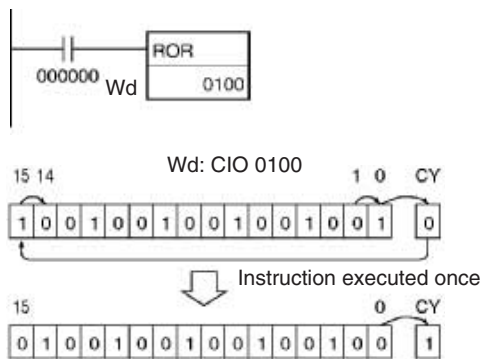 ROR
000000 Wd 0100
Wd: CIO 0100
15 14 1 0 CY
1 0 0 1 0 0 1 0 0 1 0 0 1 0 0 1 0
Instruction executed once
15 0 CY
0 1 0 0 1 0 0 1 0 0 1 0 0 1 0 0 1